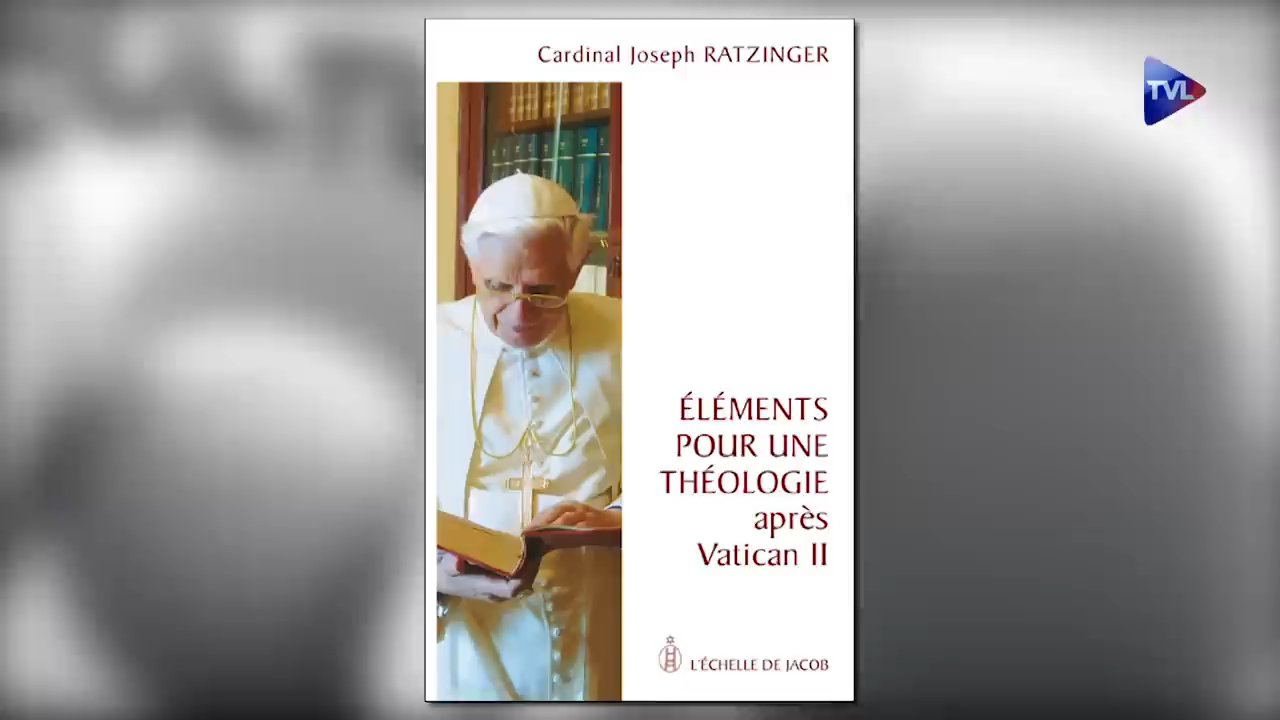 Cardinal Joseph RATZINGER
TVL
ÉLÉMENTS
POUR UNE
THÉOLOGIE
après
Vatican II
L'ÉCHELLE DE JACOB